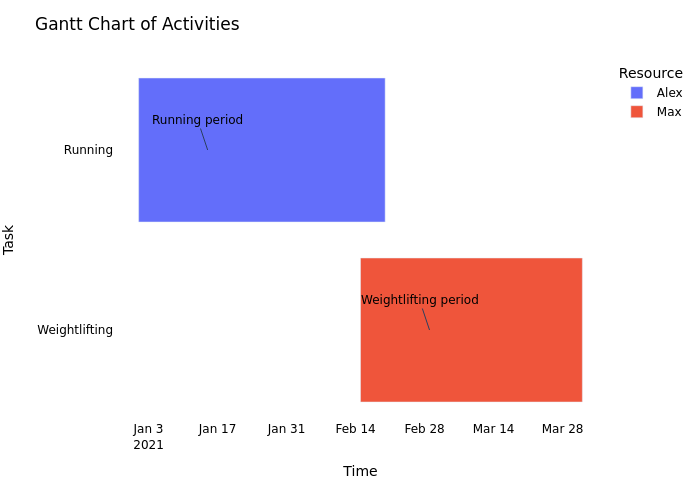 Gantt Chart of Activities
Resource
Alex
Max
Running period
Running
Task
Weightlifting period
Weightlifting
Jan 3
2021
Jan 17
Jan 31
Feb 14
Feb 28
Mar 14
Mar 28
Time